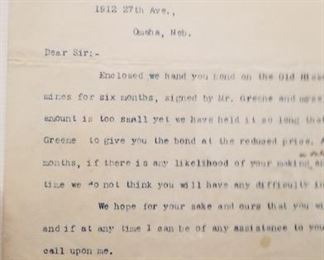 1912 27th Ave.,
Omaha, Neb.
Dear Sir:-
Enclosed we hand you bond on the Old
mines for six months, signed by Mr. Greene and
amount is too small yet we have held it so long that
Greene to give you the bond at the reduced price.
months, if there is any likelihood of your making
time we do not think you will have any difficulty
We hope for your sake and ours that you
and if at any time I can be of any assistance to you
call upon me.